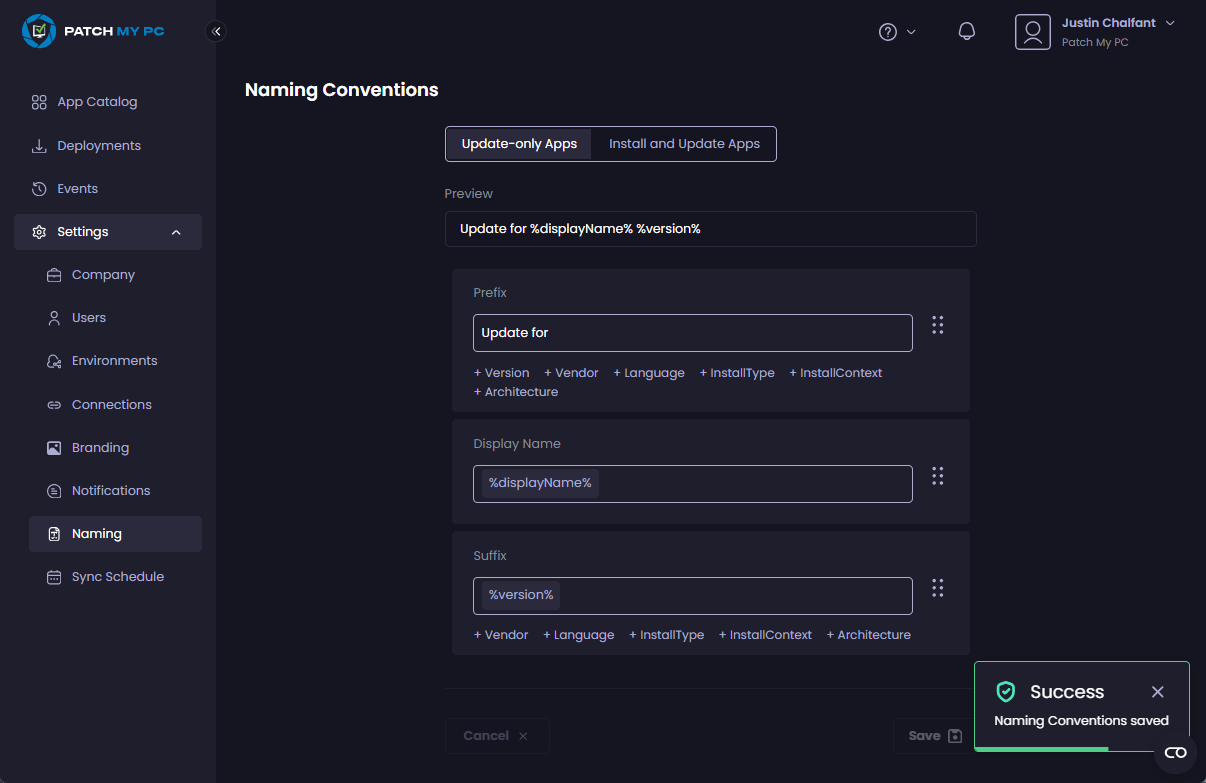 PATCH MY PC
Justin Chalfant
Patch My PC
Naming Conventions
App Catalog
Deployments
Events
Settings
Company
Users
Environments
Connections
Branding
Notifications
Naming
Sync Schedule
Update-only Apps Install and Update Apps
Preview
Update for %displayName% %version%
Prefix
Update for
+ Version + Vendor + Language + InstallType + InstallContext
+ Architecture
Display Name
%displayName%
Suffix
%version%
+ Vendor + Language + InstallType + InstallContext + Architecture
Cancel
Save
Success
Naming Conventions saved